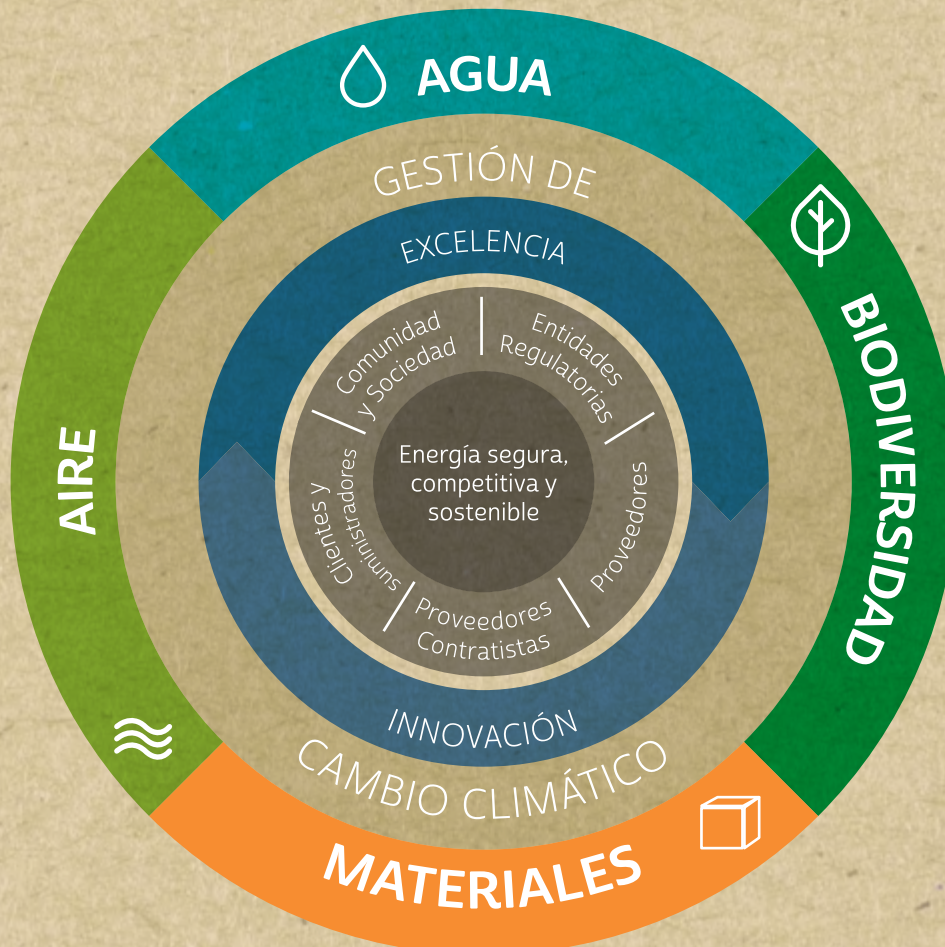 AGUA
GESTIÓN DE
EXCELENCIA
Comunidad
y Sociedad
Entidades
Regulatorias
BIODIVERSIDAD
AIRE
Energía segura,
competitiva y
sostenible
Clientes y
suministradores
Proveedores
Proveedores
Contratistas
INNOVACIÓN
CAMBIO CLIMÁTICO
MATERIALES